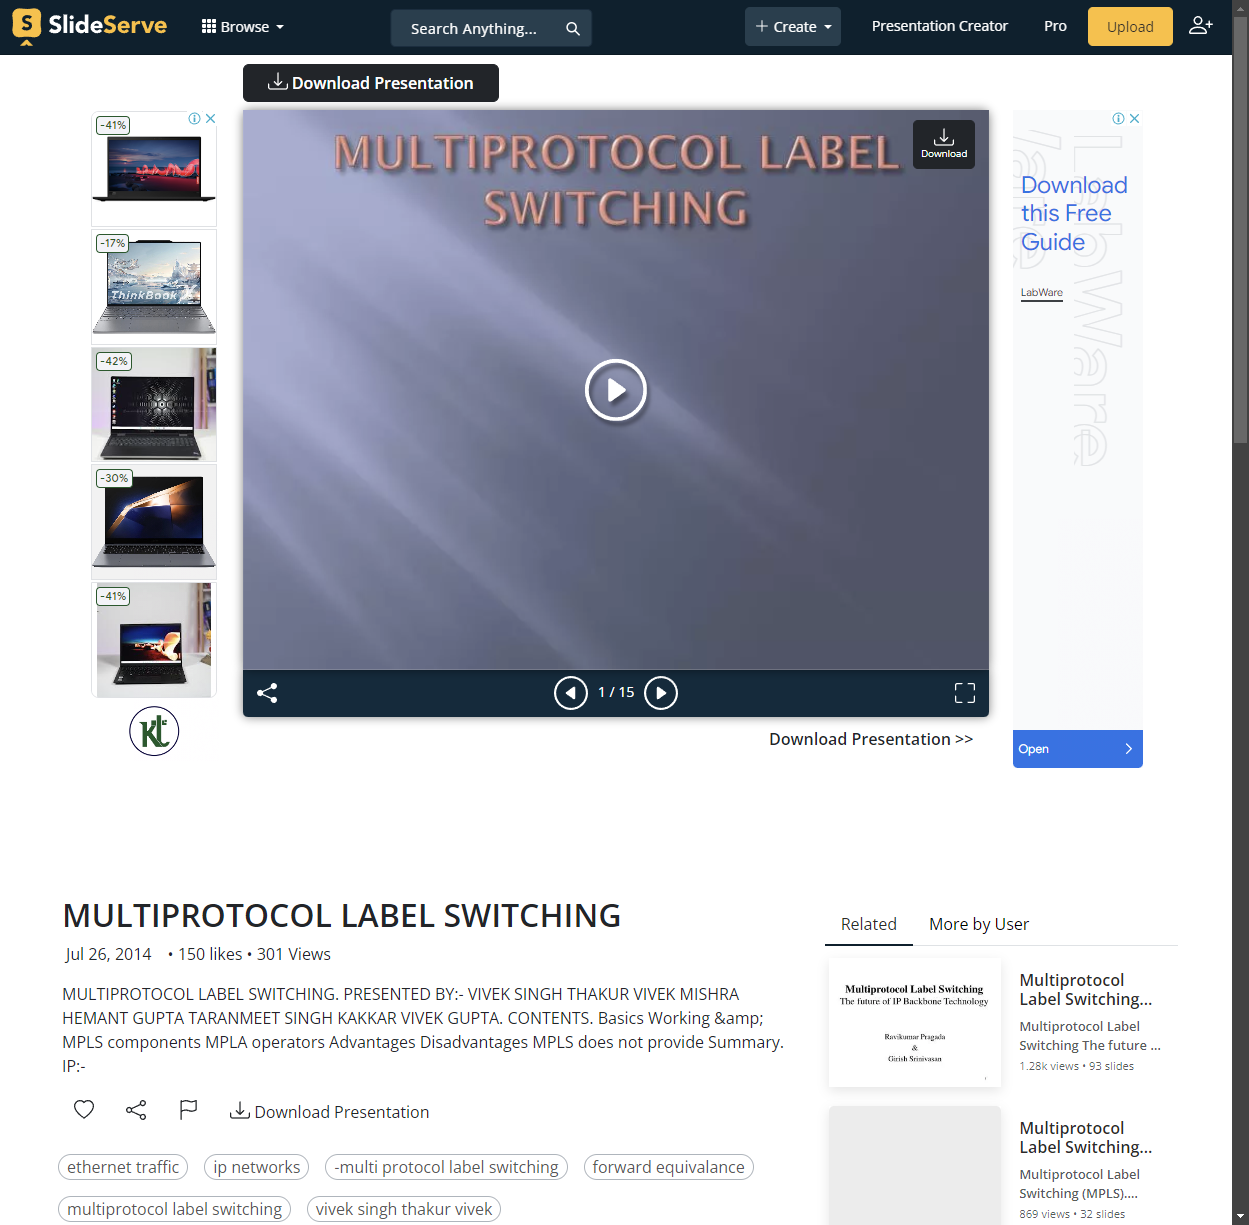 SlideServe
Browse
Search Anything...
Create
Presentation Creator
Pro
Upload
Download Presentation
-41%
-17%
ThinkBook X
-42%
-30%
-41%
MULTIPROTOCOL LABEL
SWITCHING
Download
1 / 15
Download Presentation >>
Download
this Free
Guide
LabWare
LabWare
Open
MULTIPROTOCOL LABEL SWITCHING
Jul 26, 2014 • 150 likes • 301 Views
MULTIPROTOCOL LABEL SWITCHING. PRESENTED BY:- VIVEK SINGH THAKUR VIVEK MISHRA
HEMANT GUPTA TARANMEET SINGH KAKKAR VIVEK GUPTA. CONTENTS. Basics Working &amp;
MPLS components MPLA operators Advantages Disadvantages MPLS does not provide Summary.
IP:-
Download Presentation
ethernet traffic
ip networks
-multi protocol label switching
forward equivalance
multiprotocol label switching
vivek singh thakur vivek
Related
More by User
Multiprotocol Label Switching
The future of IP Backbone Technology
Ravikumar Pragada
&
Girish Srinivasan
Multiprotocol
Label Switching...
Multiprotocol Label
Switching The future ...
1.28k views • 93 slides
Multiprotocol
Label Switching...
Multiprotocol Label
Switching (MPLS)....
869 views • 32 slides